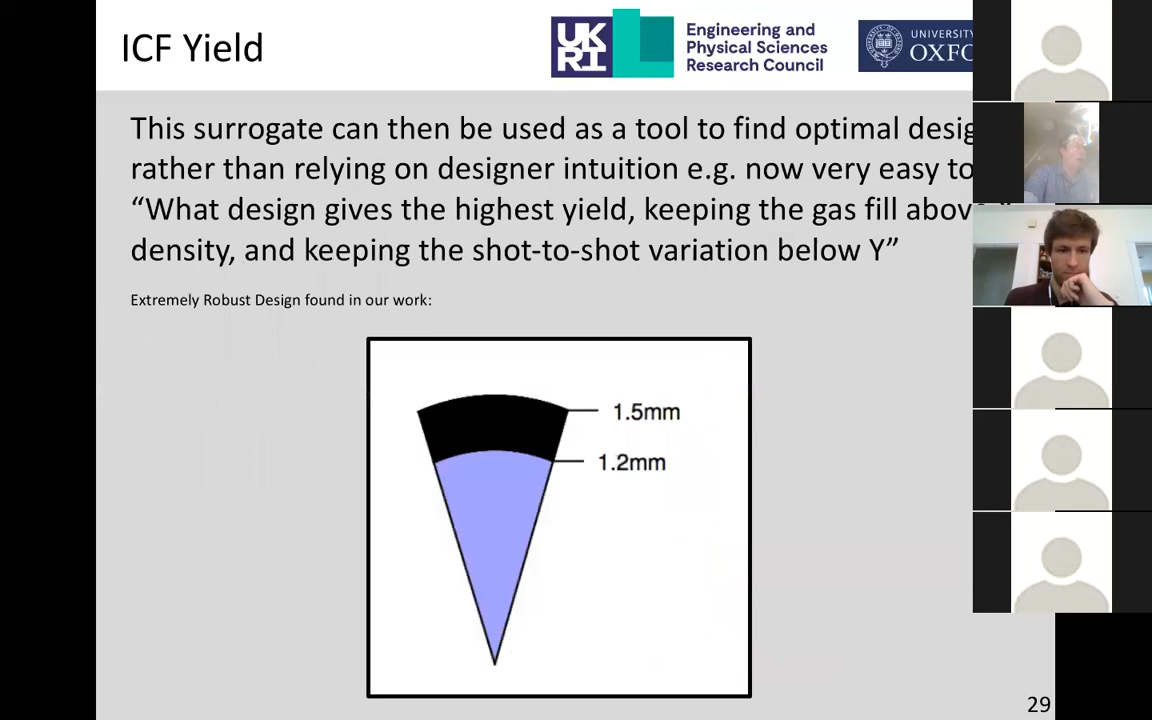 ICF Yield
UK
RI
Engineering and
Physical Sciences
Research Council
UNIVERSITY
This surrogate can then be used as a tool to find optimal
rather than relying on designer intuition e.g. now very easy to
“What design gives the highest yield, keeping the gas fill
density, and keeping the shot-to-shot variation below Y”
Extremely Robust Design found in our work:
1.5mm
1.2mm
29